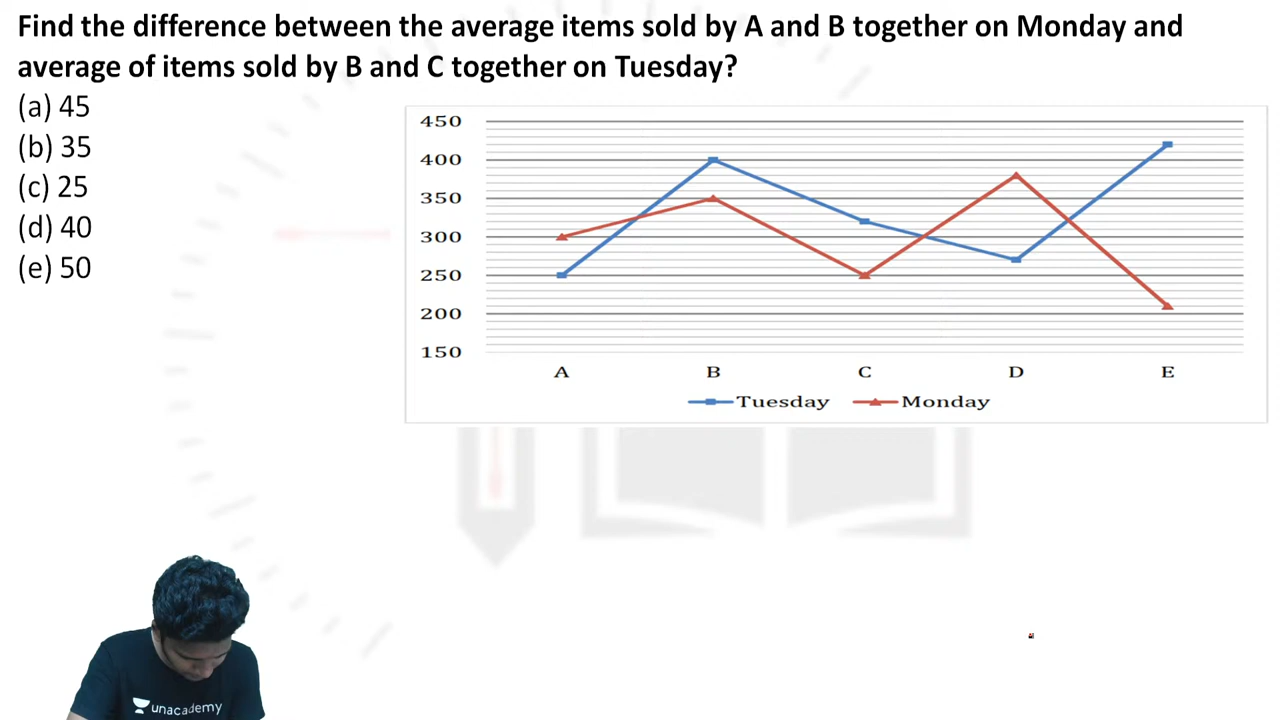 Find the difference between the average items sold by A and B together on Monday and
average of items sold by B and C together on Tuesday?
(a) 45
(b) 35
(c) 25
(d) 40
(e) 50
450
400
350
300
250
200
150
A B C D E
Tuesday Monday
unacademy